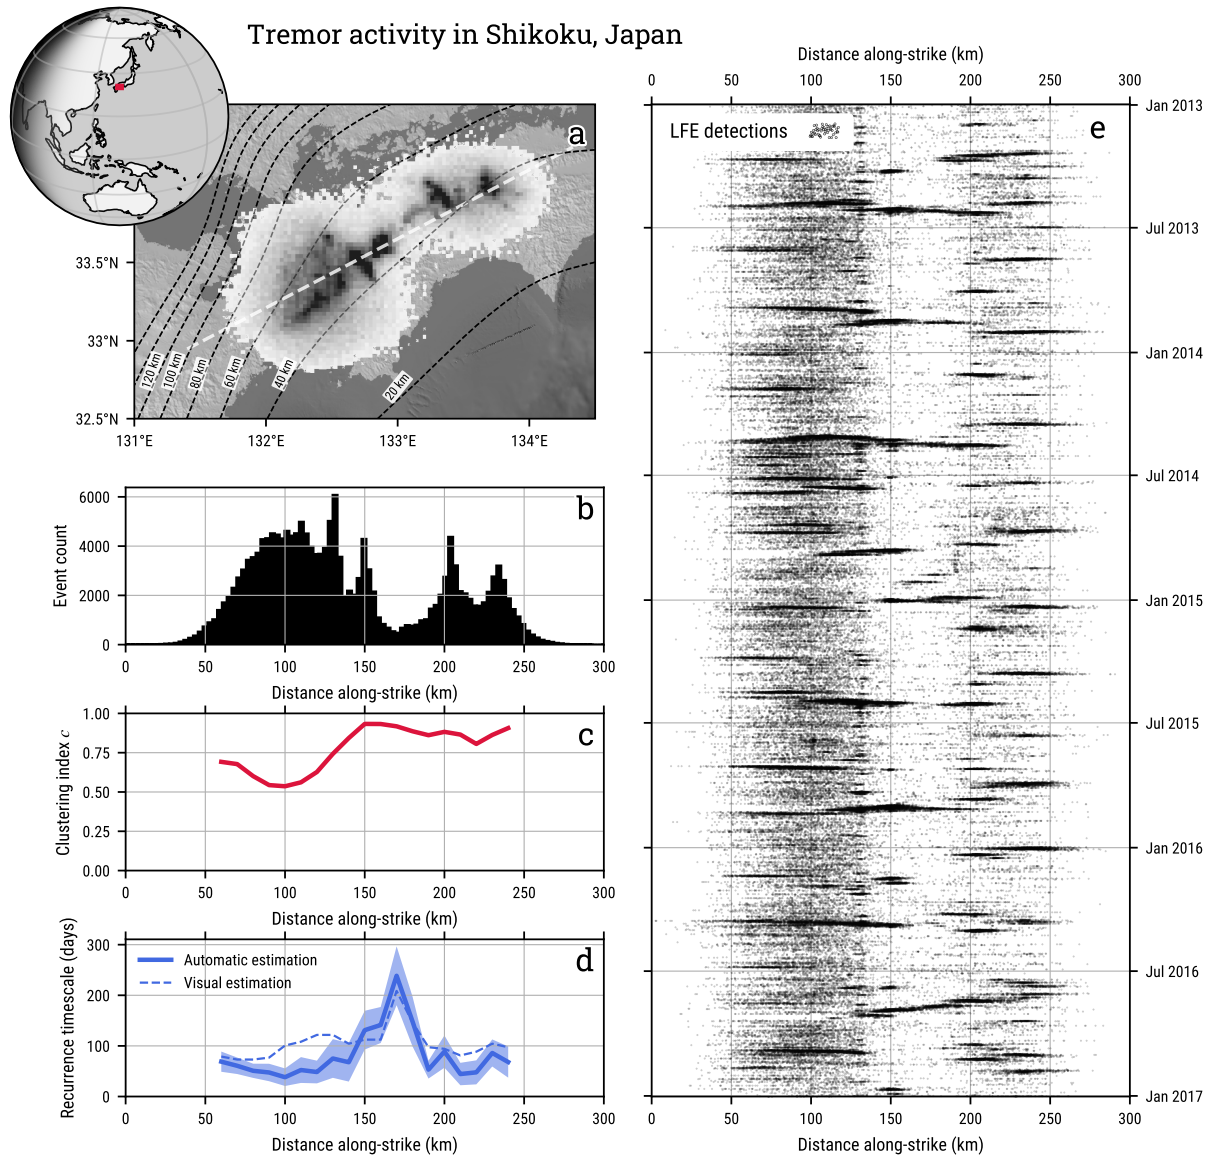 Tremor activity in Shikoku, Japan
a
33.5°N
33°N
32.5°N
131°E 132°E 133°E 134°E
120 km
100 km
80 km
60 km
40 km
20 km
b
Event count
6000
4000
2000
0
0 50 100 150 200 250 300
Distance along-strike (km)
c
Clustering index c
1.00
0.75
0.50
0.25
0.00
0 50 100 150 200 250 300
Distance along-strike (km)
d
Recurrence timescale (days)
Automatic estimation
Visual estimation
300
200
100
0
0 50 100 150 200 250 300
Distance along-strike (km)
Distance along-strike (km)
0 50 100 150 200 250 300
LFE detections
e
Jan 2013
Jul 2013
Jan 2014
Jul 2014
Jan 2015
Jul 2015
Jan 2016
Jul 2016
Jan 2017
0 50 100 150 200 250 300
Distance along-strike (km)